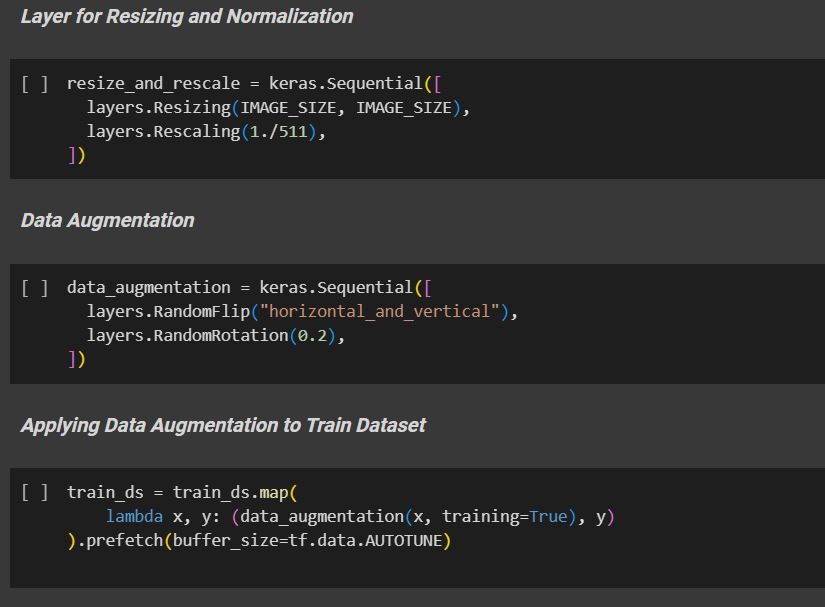 Layer for Resizing and Normalization
[ ] resize_and_rescale = keras.Sequential([
layers.Resizing(IMAGE_SIZE, IMAGE_SIZE),
layers.Rescaling(1./511),
])
Data Augmentation
[ ] data_augmentation = keras.Sequential([
layers.RandomFlip("horizontal_and_vertical"),
layers.RandomRotation(0.2),
])
Applying Data Augmentation to Train Dataset
[ ] train_ds = train_ds.map(
lambda x, y: (data_augmentation(x, training=True), y)
).prefetch(buffer_size=tf.data.AUTOTUNE)